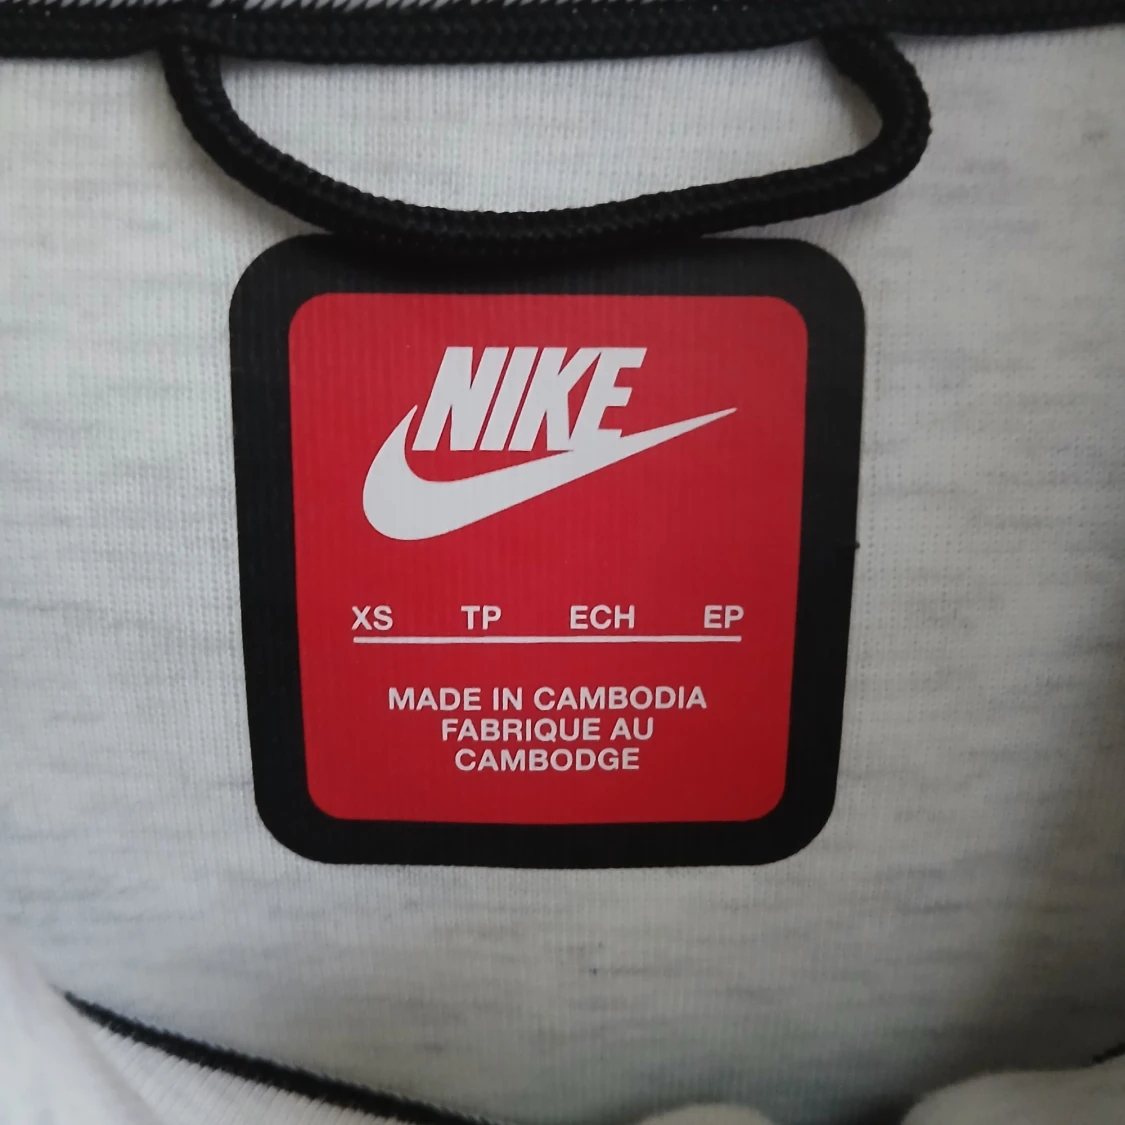 NIKE
XS TP ECH EP
MADE IN CAMBODIA
FABRIQUE AU
CAMBODGE